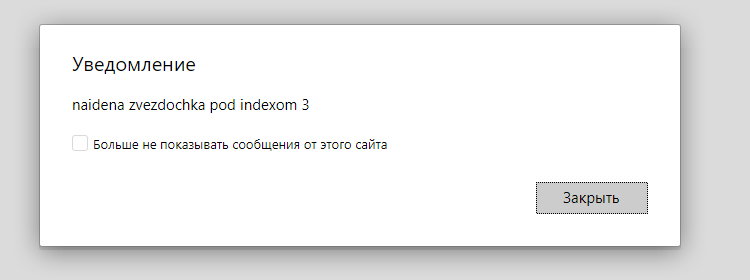 Уведомление
naidena zvezdochka pod indexom 3
Больше не показывать сообщения от этого сайта
Закрыть